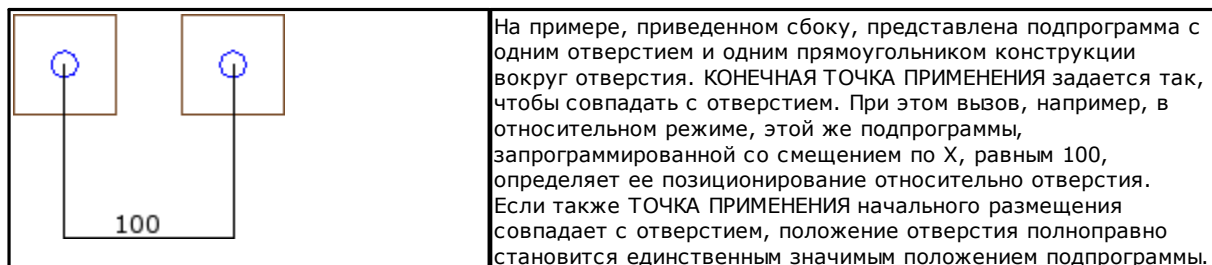 100
На примере, приведенном сбоку, представлена подпрограмма с
одним отверстием и одним прямоугольником конструкции
вокруг отверстия. КОНЕЧНАЯ ТОЧКА ПРИМЕНЕНИЯ задается так,
чтобы совпадать с отверстием. При этом вызов, например, в
относительном режиме, этой же подпрограммы,
запрограммированной со смещением по X, равным 100,
определяет ее позиционирование относительно отверстия.
Если также ТОЧКА ПРИМЕНЕНИЯ начального размещения
совпадает с отверстием, положение отверстия полноправно
становится единственным значимым положением подпрограммы.